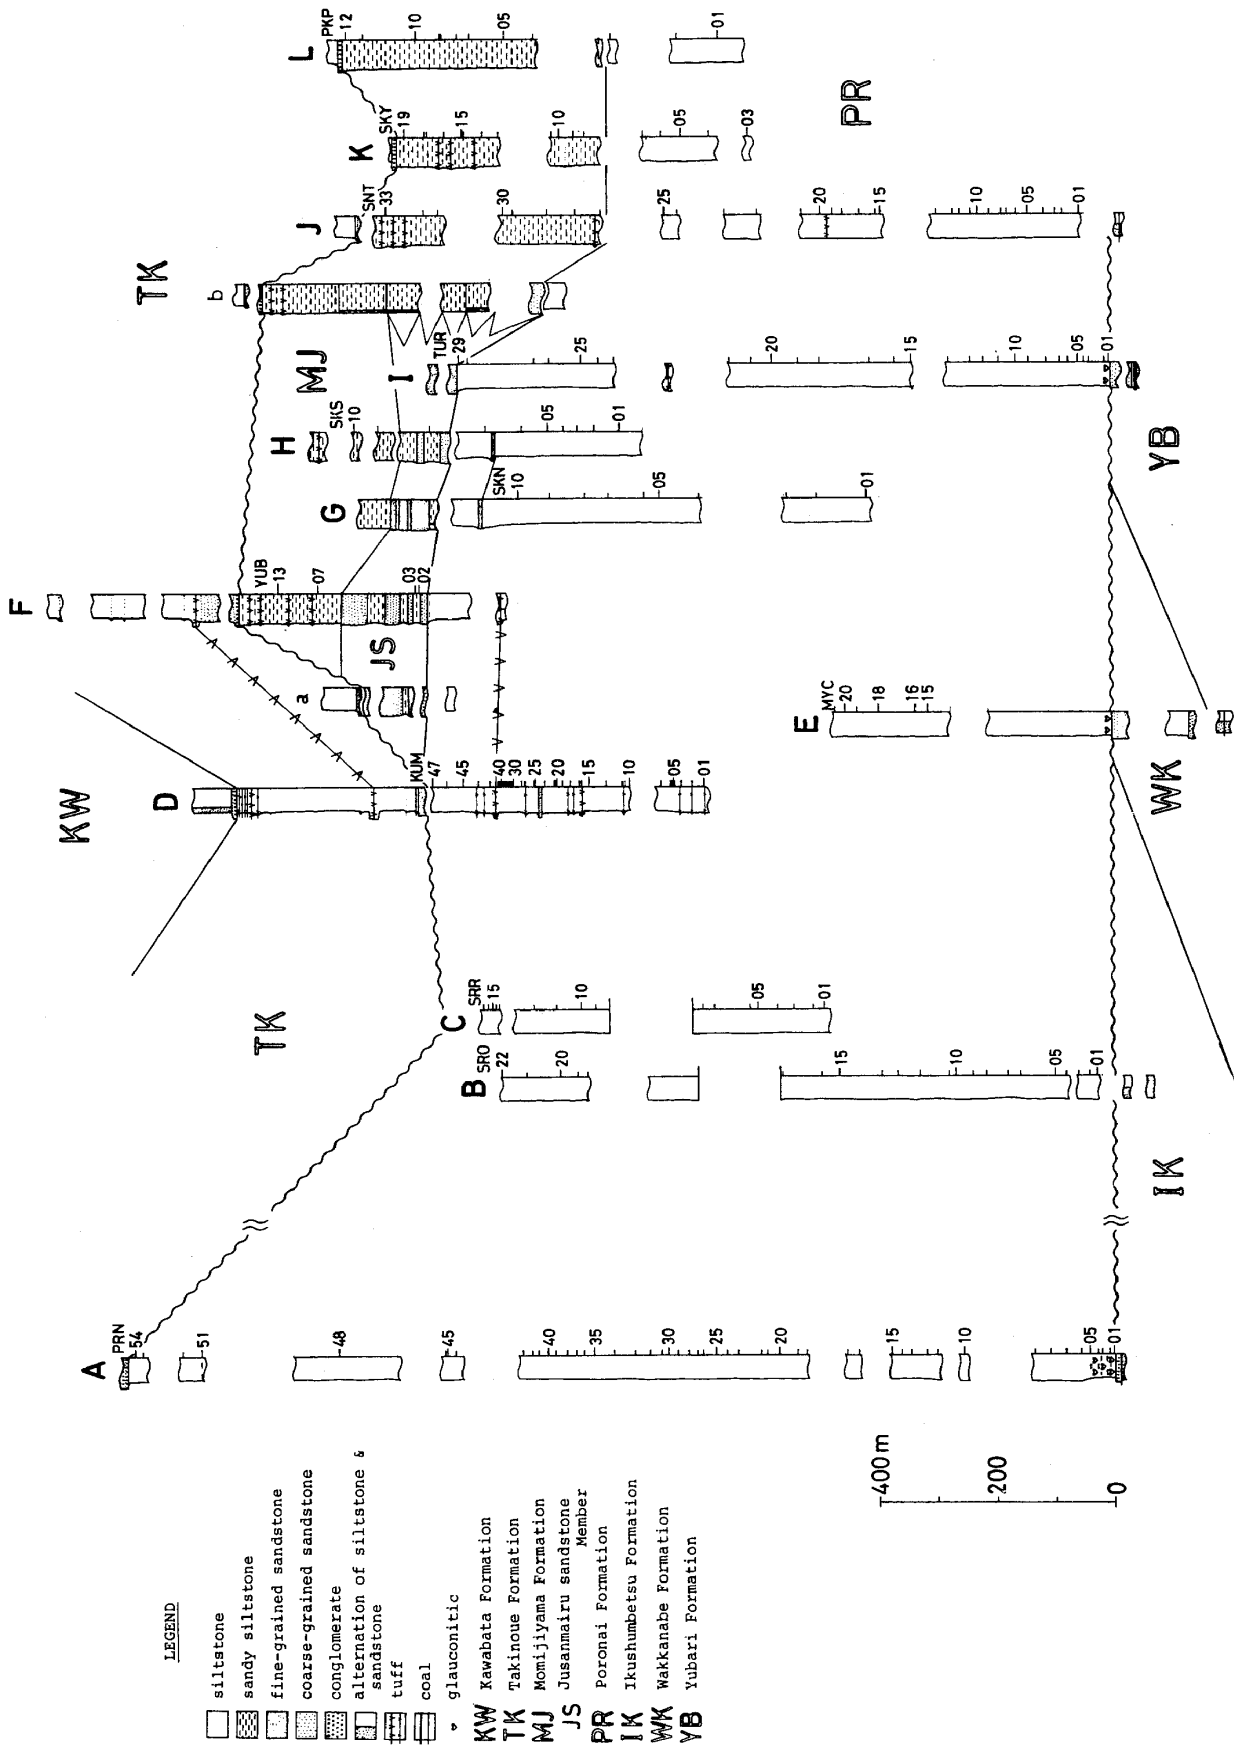 LEGEND
siltstone
sandy siltstone
fine-grained sandstone
coarse-grained sandstone
conglomerate
alternation of siltstone &
sandstone
tuff
coal
glauconitic
KW Kawabata Formation
TK Takinoue Formation
MJ Momijiyama Formation
JS Jusanmairu sandstone
Member
PR Poronai Formation
IK Ikushumbetsu Formation
WK Wakkanabe Formation
YB Yubari Formation
400 m
200
0
A
PRN
54
51
48
45
40
35
30
25
20
18
15
10
05
01
B
SRO
22
20
15
10
05
01
C
SRR
15
10
05
01
D
KUM
47
45
40
30
25
20
15
10
05
01
a
E
MYC
20
18
16
15
F
YUB
13
07
03
02
G
SKN
10
05
01
H
SKS
10
05
01
I
TUR
29
25
20
15
10
05
01
b
J
SNT
33
30
25
20
15
10
05
01
K
SKY
19
15
10
05
03
L
PKP
12
10
05
01
KW
TK
TK
MJ
JS
PR
IK
WK
YB